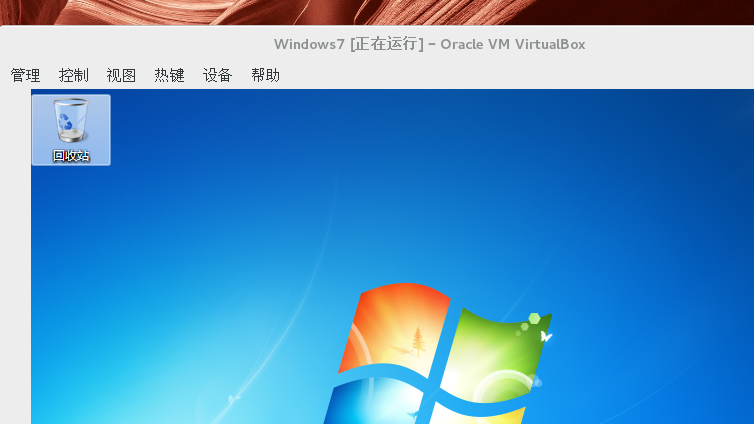 Windows7 [正在运行] - Oracle VM VirtualBox
管理 控制 视图 热键 设备 帮助
回收站